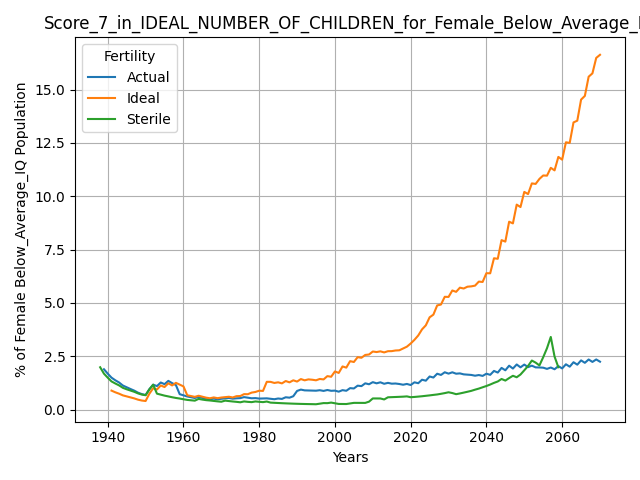 Score_7_in_IDEAL_NUMBER_OF_CHILDREN_for_Female_Below_Average_
Fertility
Actual
Ideal
Sterile
% of Female Below_Average_IQ Population
15.0
12.5
10.0
7.5
5.0
2.5
0.0
1940 1960 1980 2000 2020 2040 2060
Years